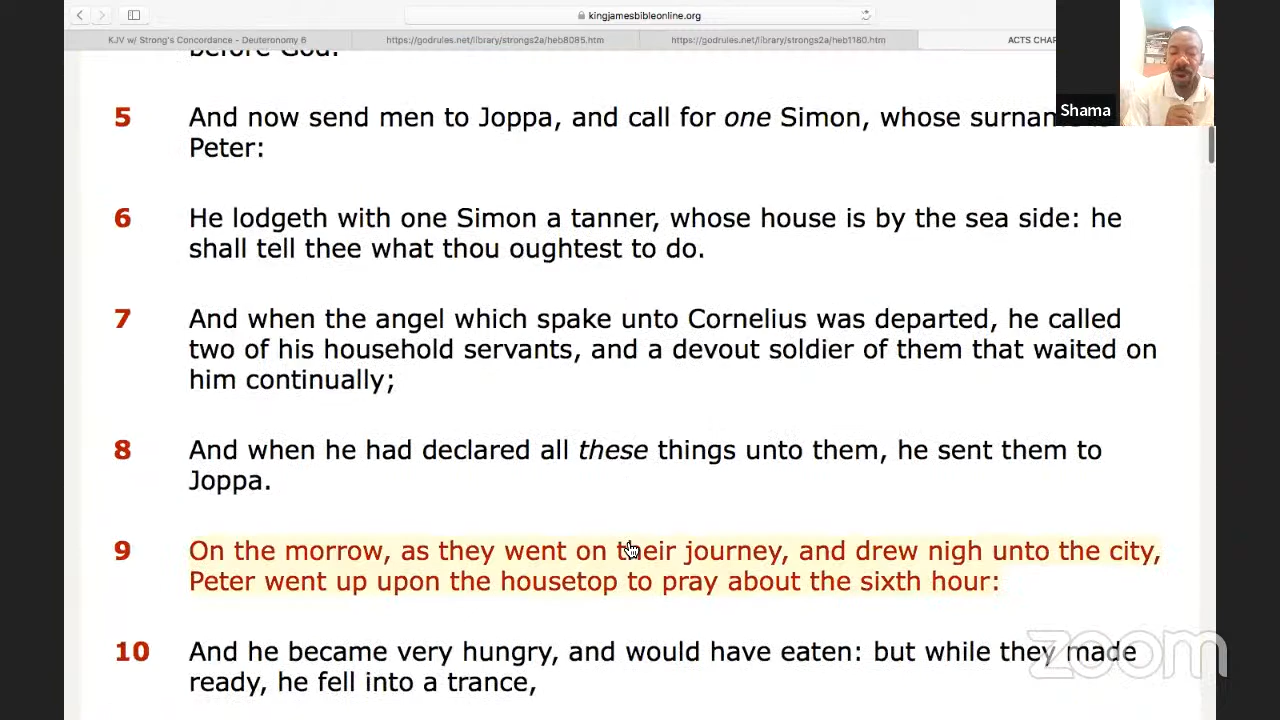 kingjamesbibleonline.org
KJV w/ Strong's Concordance - Deuteronomy 6
https://godrules.net/library/strongs2a/heb8085.htm
https://godrules.net/library/strongs2a/heb1180.htm
ACTS CHAP
before God.
Shama
5 And now send men to Joppa, and call for one Simon, whose surnam
Peter:
6 He lodgeth with one Simon a tanner, whose house is by the sea side: he
shall tell thee what thou oughtest to do.
7 And when the angel which spake unto Cornelius was departed, he called
two of his household servants, and a devout soldier of them that waited on
him continually;
8 And when he had declared all these things unto them, he sent them to
Joppa.
9 On the morrow, as they went on their journey, and drew nigh unto the city,
Peter went up upon the housetop to pray about the sixth hour:
10 And he became very hungry, and would have eaten: but while they made
ready, he fell into a trance,
zoom